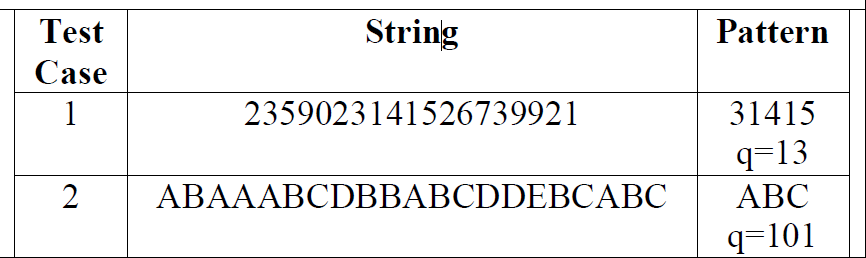 Test Case String Pattern
1 2359023141526739921 31415 q=13
2 ABAAABCDBBABCDDEBCABC ABC q=101